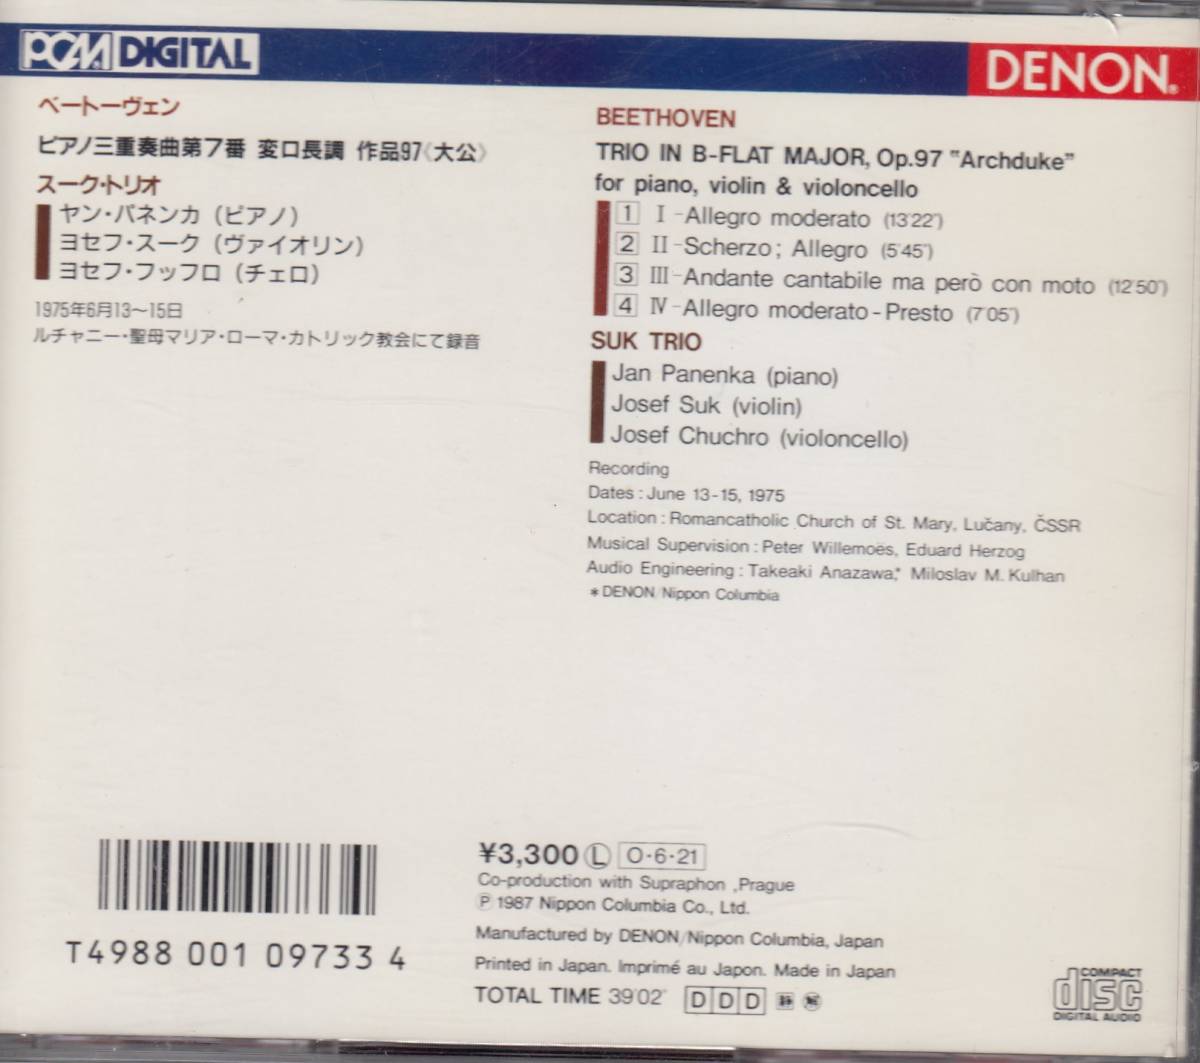 PCM DIGITAL
DENON®
ベートーヴェン
ピアノ三重奏曲第7番 変ロ長調 作品97《大公》
スーク・トリオ
ヤン・パネンカ（ピアノ）
ヨセフ・スーク（ヴァイオリン）
ヨセフ・フッフロ（チェロ）
1975年6月13〜15日
ルチャニー・聖母マリア・ローマ・カトリック教会にて録音
BEETHOVEN
TRIO IN B-FLAT MAJOR, Op.97 "Archduke"
for piano, violin & violoncello
1 I-Allegro moderato (13'22")
2 II-Scherzo; Allegro (5'45")
3 III-Andante cantabile ma però con moto (12'50")
4 IV-Allegro moderato-Presto (7'05")
SUK TRIO
Jan Panenka (piano)
Josef Suk (violin)
Josef Chuchro (violoncello)
Recording
Dates : June 13-15, 1975
Location : Romancatholic Church of St. Mary, Lučany, ČSSR
Musical Supervision : Peter Willemoës, Eduard Herzog
Audio Engineering : Takeaki Anazawa,* Miloslav M. Kulhan
*DENON/Nippon Columbia
¥3,300 Ⓛ O・6・21
Co-production with Supraphon ,Prague
Ⓟ 1987 Nippon Columbia Co., Ltd.
Manufactured by DENON/Nippon Columbia, Japan
Printed in Japan. Imprimé au Japon. Made in Japan
TOTAL TIME 39'02" DDD
T4988 001 09733 4
COMPACT
disc
DIGITAL AUDIO